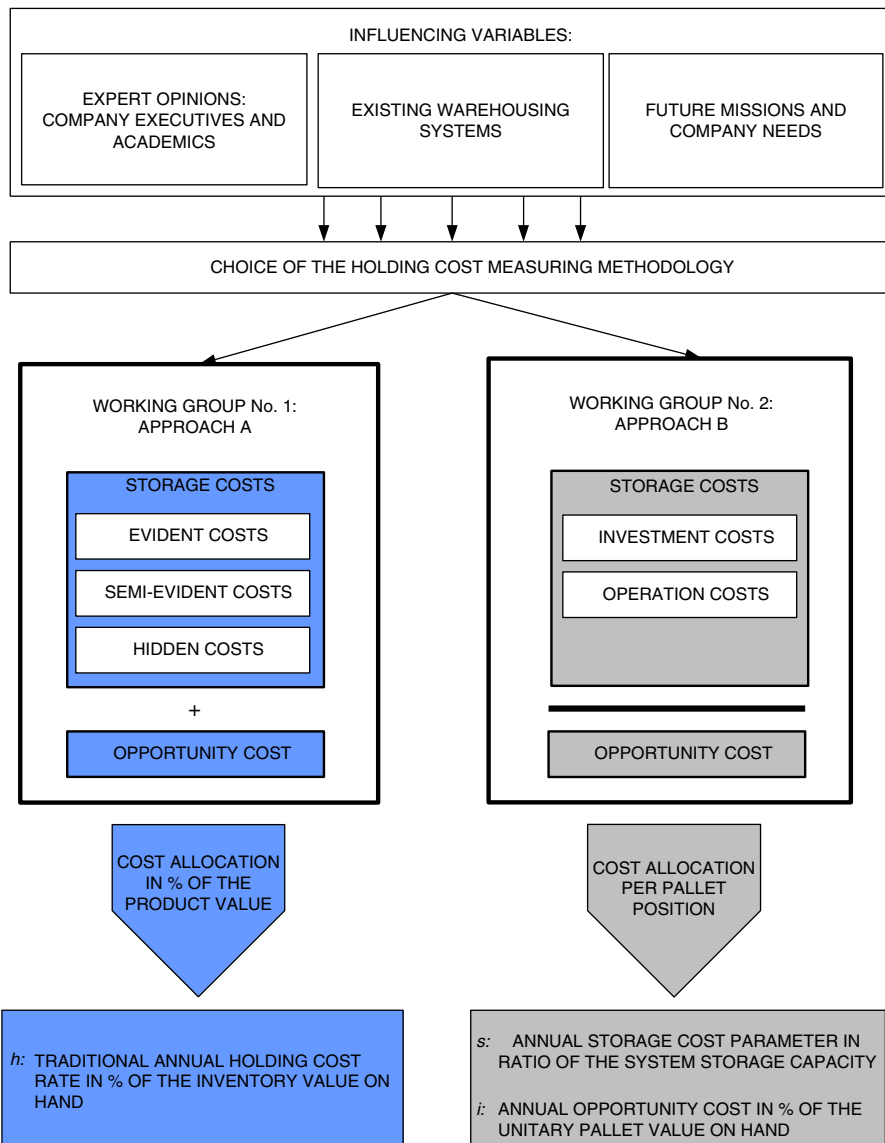 INFLUENCING VARIABLES:
EXPERT OPINIONS:
COMPANY EXECUTIVES AND
ACADEMICS
EXISTING WAREHOUSING
SYSTEMS
FUTURE MISSIONS AND
COMPANY NEEDS
CHOICE OF THE HOLDING COST MEASURING METHODOLOGY
WORKING GROUP No. 1:
APPROACH A
STORAGE COSTS
EVIDENT COSTS
SEMI-EVIDENT COSTS
HIDDEN COSTS
+
OPPORTUNITY COST
COST ALLOCATION
IN % OF THE
PRODUCT VALUE
h: TRADITIONAL ANNUAL HOLDING COST
RATE IN % OF THE INVENTORY VALUE ON
HAND
WORKING GROUP No. 2:
APPROACH B
STORAGE COSTS
INVESTMENT COSTS
OPERATION COSTS
OPPORTUNITY COST
COST ALLOCATION
PER PALLET
POSITION
s: ANNUAL STORAGE COST PARAMETER IN
RATIO OF THE SYSTEM STORAGE CAPACITY
i: ANNUAL OPPORTUNITY COST IN % OF THE
UNITARY PALLET VALUE ON HAND